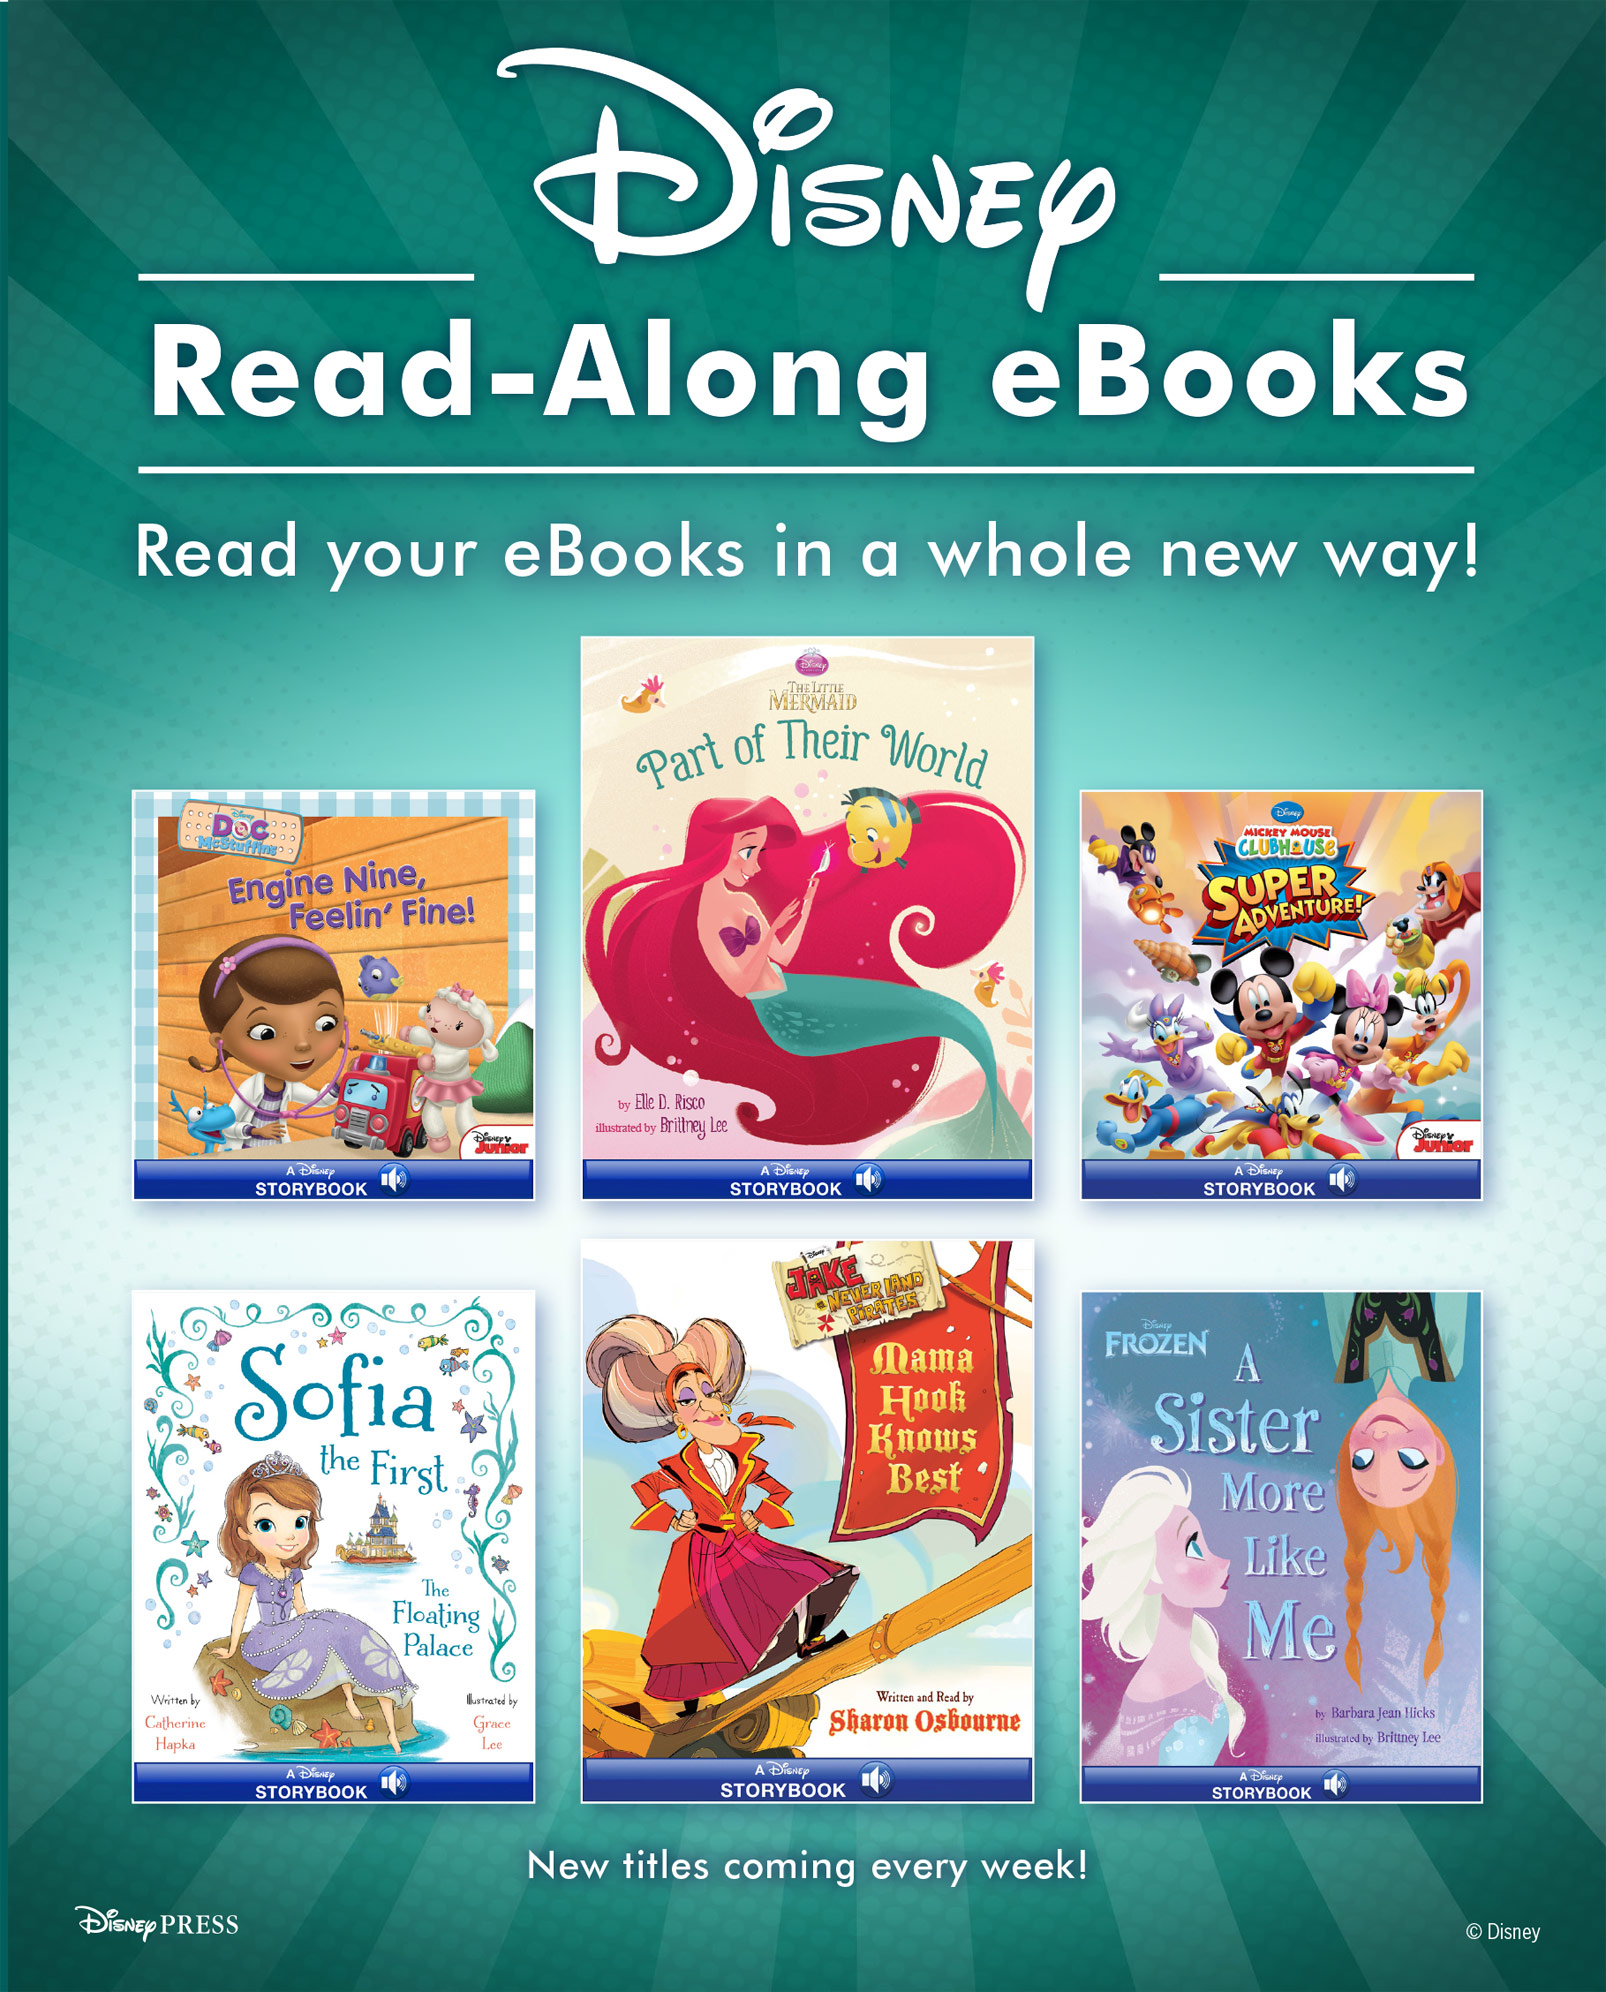 Disney
Read-Along eBooks
Read your eBooks in a whole new way!
Disney
THE LITTLE
MERMAID
Part of Their World
by Elle D. Risco
illustrated by Brittney Lee
A Disney
STORYBOOK
Disney
DOC
McStuffins
Engine Nine,
Feelin' Fine!
Disney
Junior
A Disney
STORYBOOK
Disney
MICKEY MOUSE
CLUBHOUSE
SUPER
ADVENTURE!
Disney
Junior
A Disney
STORYBOOK
Sofia
the First
The
Floating
Palace
Written by
Catherine
Hapka
Illustrated by
Grace
Lee
A Disney
STORYBOOK
Disney
JAKE
NEVER LAND
PIRATES
Mama
Hook
Knows
Best
Written and Read by
Sharon Osbourne
A Disney
STORYBOOK
Disney
FROZEN
A
Sister
More
Like
Me
by Barbara Jean Hicks
illustrated by Brittney Lee
A Disney
STORYBOOK
New titles coming every week!
Disney PRESS
© Disney